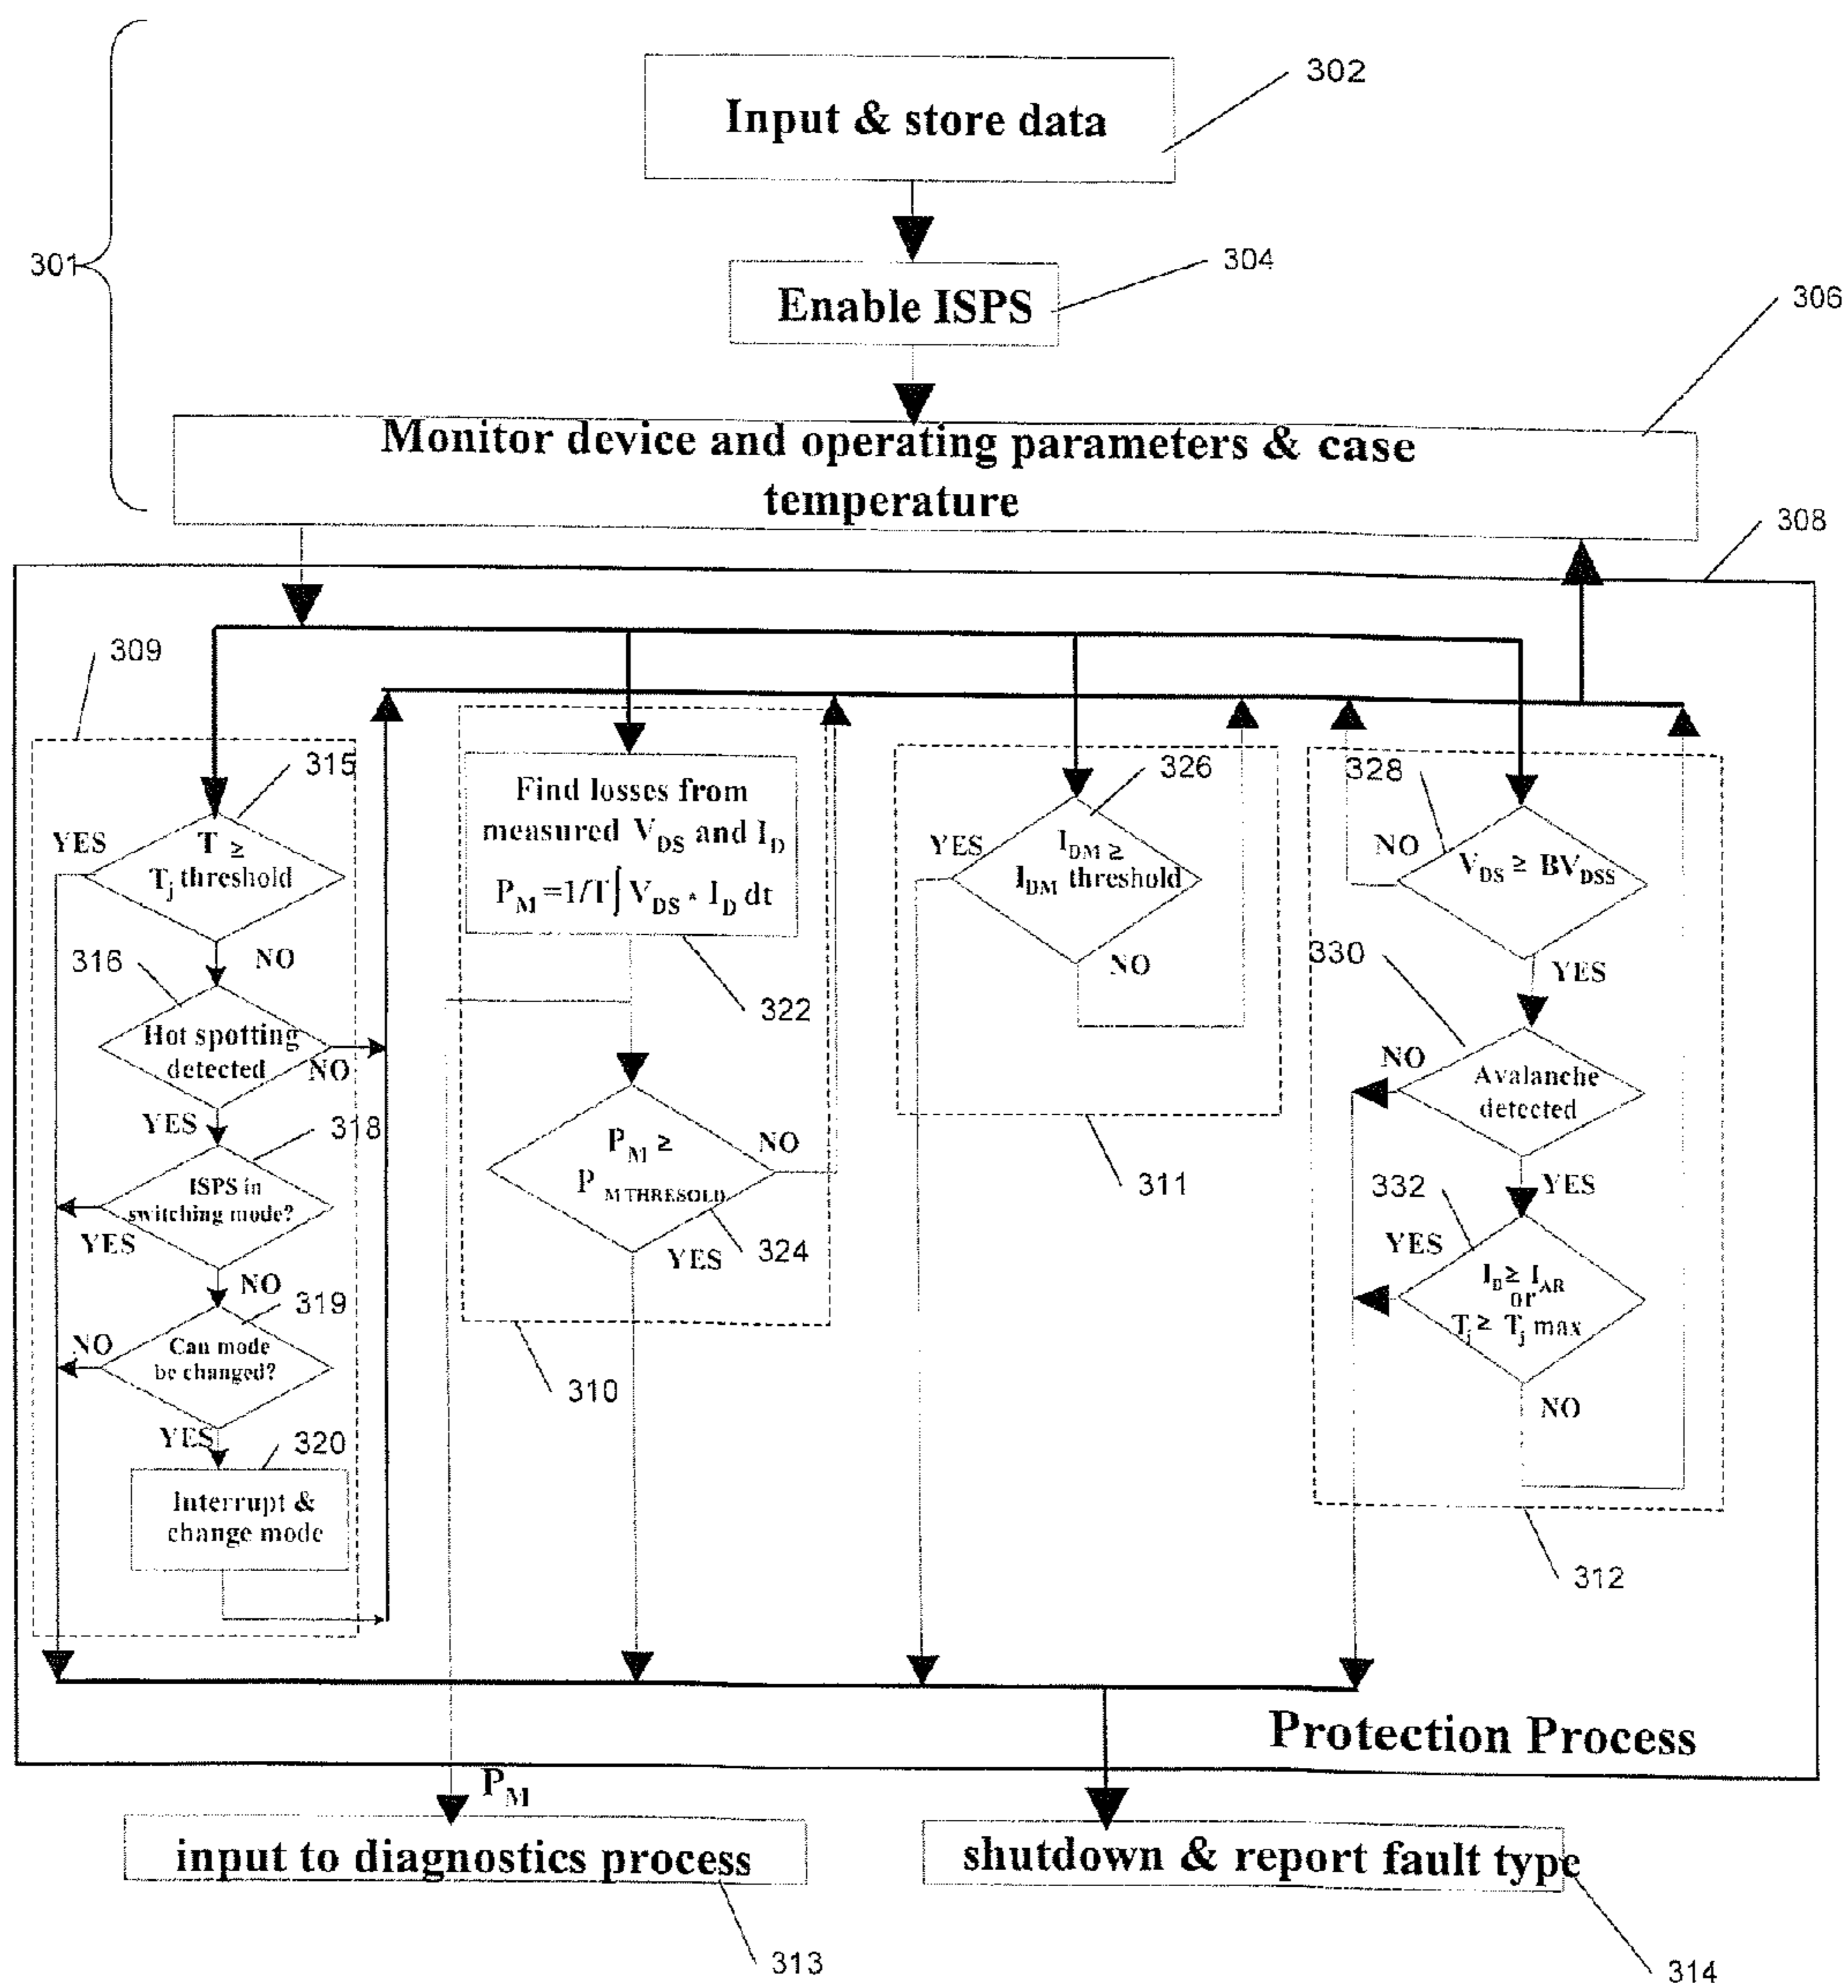 302
Input & store data
304
Enable ISPS
301
306
Monitor device and operating parameters & case
temperature
308
309
315
YES
T ≥
Tj threshold
NO
316
Hot spotting
detected
NO
YES
318
ISPS in
switching mode?
YES
NO
319
NO
Can mode
be changed?
YES
320
Interrupt &
change mode
Find losses from
measured VDS and ID
PM =1/T∫ VDS * ID dt
322
PM ≥
P M THRESOLD
NO
YES
324
310
326
YES
IDM ≥
IDM threshold
NO
311
328
NO
VDS ≥ BVDSS
YES
330
NO
Avalanche
detected
YES
332
YES
ID ≥ IAR
or
Tj ≥ Tj max
NO
312
Protection Process
PM
input to diagnostics process
shutdown & report fault type
313
314